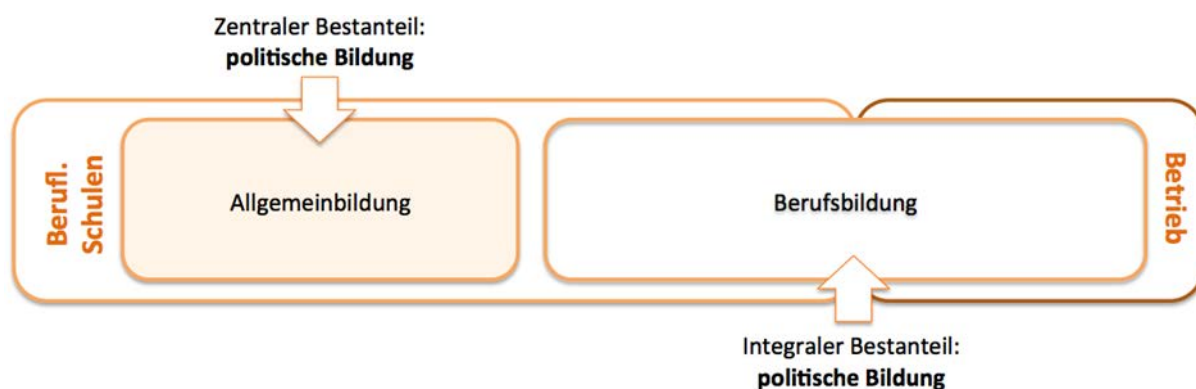 Zentraler Bestanteil:
politische Bildung
Berufl.
Schulen
Allgemeinbildung
Berufsbildung
Betrieb
Integraler Bestanteil:
politische Bildung